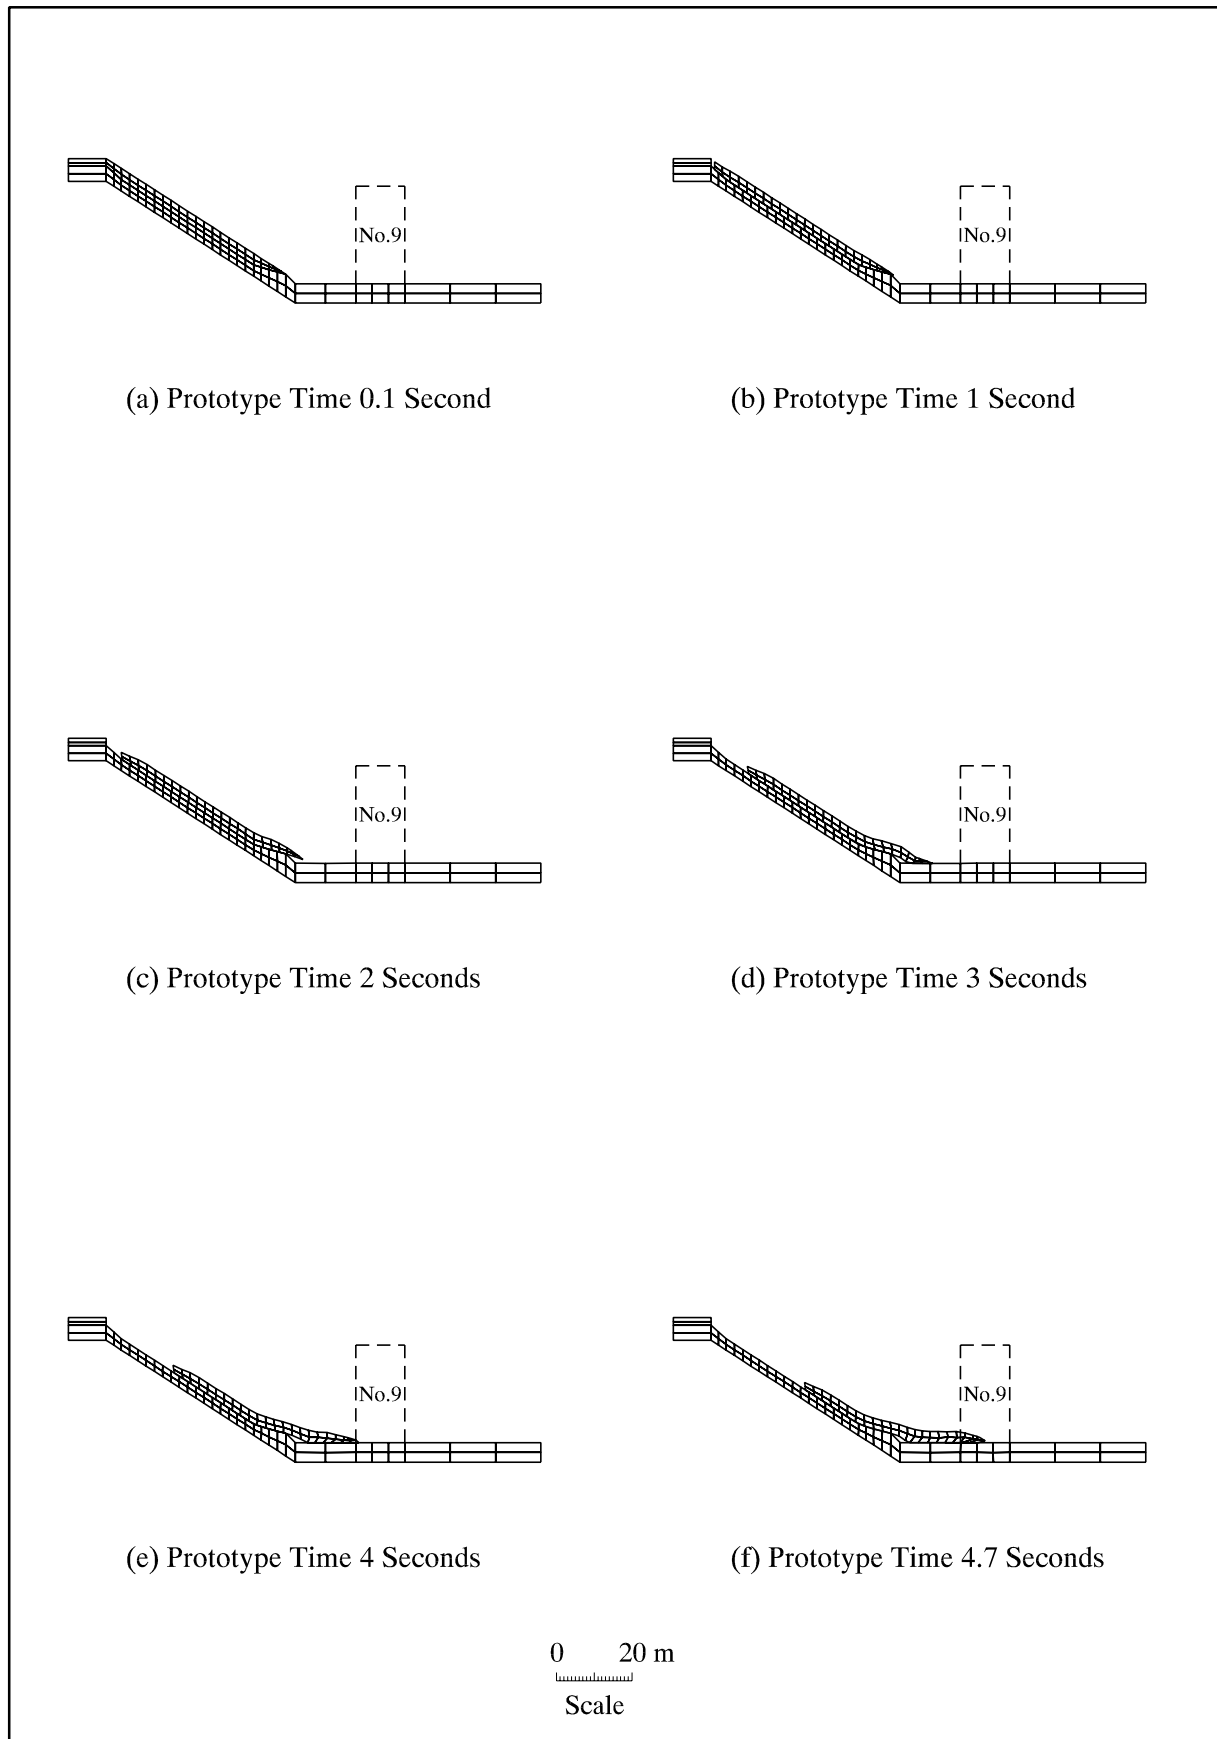 No.9
No.9
(a) Prototype Time 0.1 Second
(b) Prototype Time 1 Second
No.9
No.9
(c) Prototype Time 2 Seconds
(d) Prototype Time 3 Seconds
No.9
No.9
(e) Prototype Time 4 Seconds
(f) Prototype Time 4.7 Seconds
0 20 m
Scale